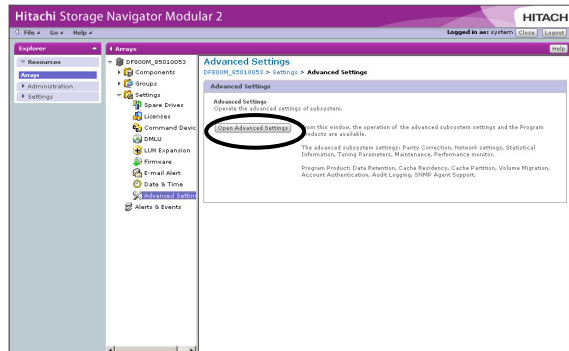 Hitachi Storage Navigator Modular 2
HITACH
File Go Help
Logged in as: system Close Logout
Explorer
Arrays
Help
Resources
Arrays
Administration
Settings
DF800M_85010053
Components
Groups
Settings
Spare Drives
Licenses
Command Devic
DMLU
LUN Expansion
Firmware
E-mail Alert
Date & Time
Advanced Settin
Alerts & Events
Advanced Settings
DF800M_85010053 > Settings > Advanced Settings
Advanced Settings
Advanced Settings
Operate the advanced settings of subsystem.
Open Advanced Settings
From this window, the operation of the advanced subsystem settings and the Program
Products are available.
The advanced subsystem settings: Parity Correction, Network settings, Statistical
Information, Tuning Parameters, Maintenance, Performance monitor.
Program Product: Data Retention, Cache Residency, Cache Partition, Volume Migration,
Account Authentication, Audit Logging, SNMP Agent Support.